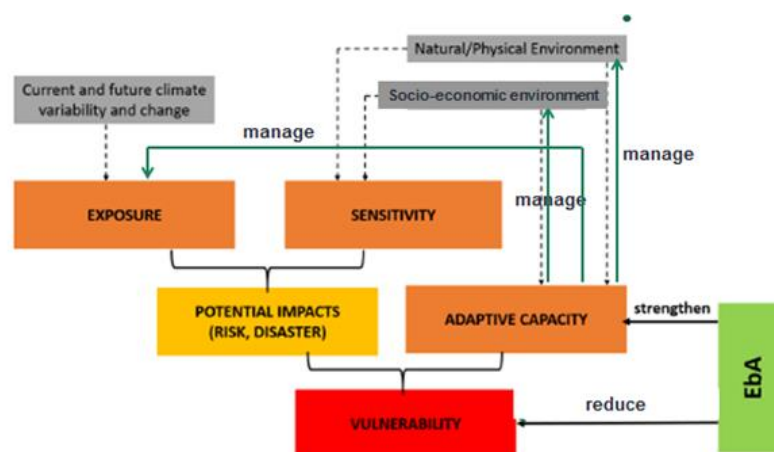 Natural/Physical Environment
Current and future climate
variability and change
Socio-economic environment
manage
manage
manage
EXPOSURE
SENSITIVITY
POTENTIAL IMPACTS
(RISK, DISASTER)
ADAPTIVE CAPACITY
strengthen
EbA
reduce
VULNERABILITY